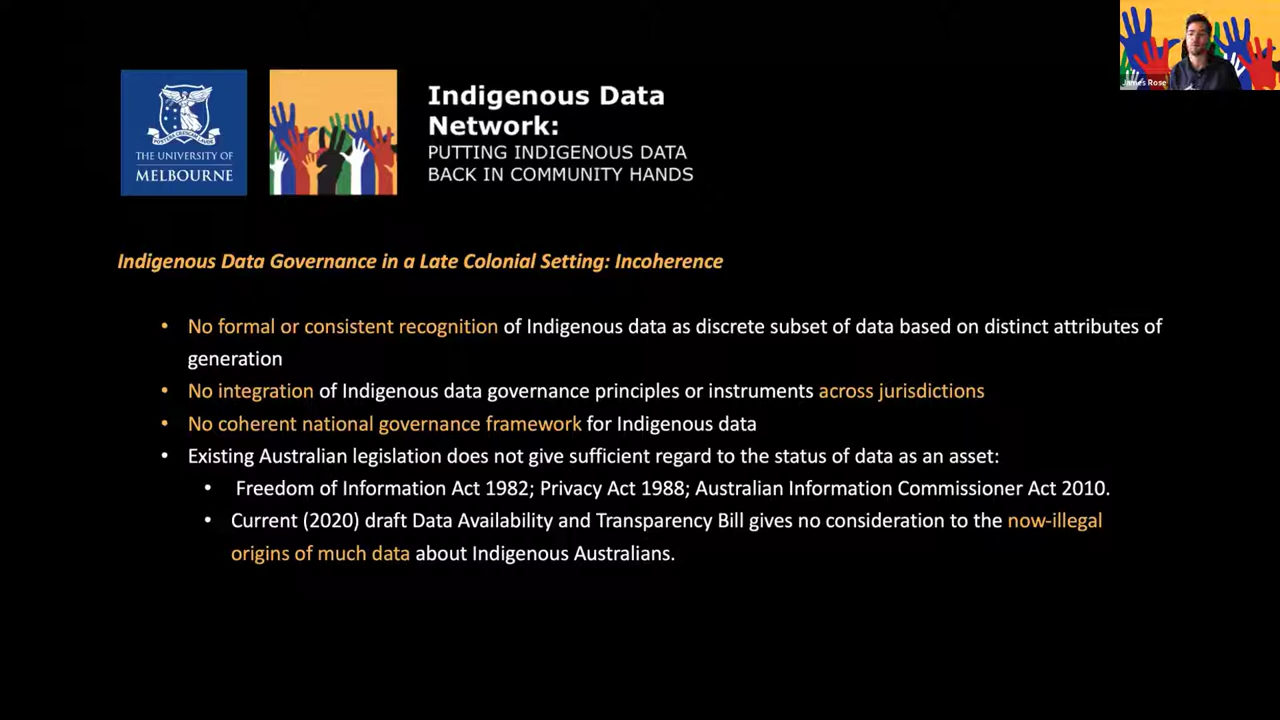 James Rose
THE UNIVERSITY OF
MELBOURNE
Indigenous Data
Network:
PUTTING INDIGENOUS DATA
BACK IN COMMUNITY HANDS
Indigenous Data Governance in a Late Colonial Setting: Incoherence
• No formal or consistent recognition of Indigenous data as discrete subset of data based on distinct attributes of
generation
• No integration of Indigenous data governance principles or instruments across jurisdictions
• No coherent national governance framework for Indigenous data
• Existing Australian legislation does not give sufficient regard to the status of data as an asset:
• Freedom of Information Act 1982; Privacy Act 1988; Australian Information Commissioner Act 2010.
• Current (2020) draft Data Availability and Transparency Bill gives no consideration to the now-illegal
origins of much data about Indigenous Australians.